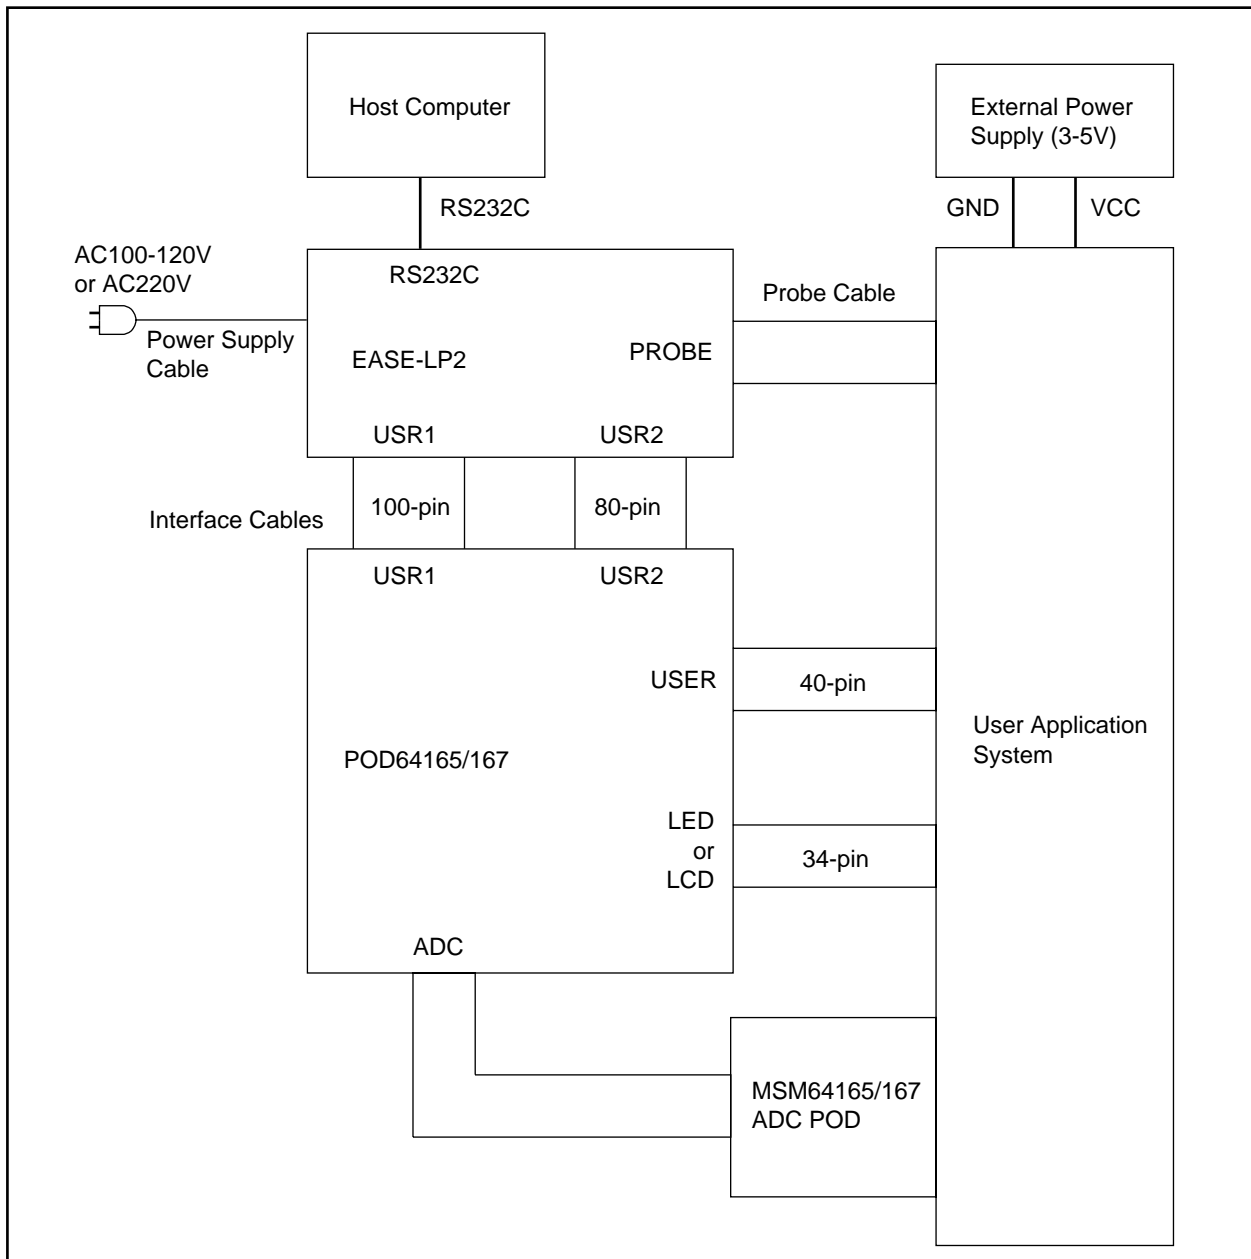 Host Computer
External Power
Supply (3-5V)
RS232C
GND
VCC
AC100-120V
or AC220V
RS232C
Probe Cable
Power Supply
Cable
EASE-LP2
PROBE
USR1
USR2
Interface Cables
100-pin
80-pin
USR1
USR2
USER
40-pin
User Application
System
POD64165/167
LED
or
LCD
34-pin
ADC
MSM64165/167
ADC POD